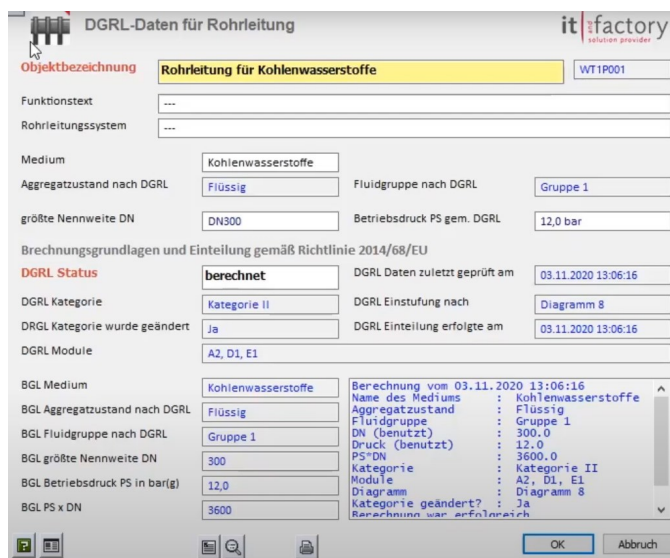 DGRL-Daten für Rohrleitung
it and factory
solution provider
Objektbezeichnung Rohrleitung für Kohlenwasserstoffe WT1P001
Funktionstext ---
Rohrleitungssystem ---
Medium Kohlenwasserstoffe
Aggregatzustand nach DGRL Flüssig Fluidgruppe nach DGRL Gruppe 1
größte Nennweite DN DN300 Betriebsdruck PS gem. DGRL 12,0 bar
Brechnungsgrundlagen und Einteilung gemäß Richtlinie 2014/68/EU
DGRL Status berechnet DGRL Daten zuletzt geprüft am 03.11.2020 13:06:16
DGRL Kategorie Kategorie II DGRL Einstufung nach Diagramm 8
DRGL Kategorie wurde geändert Ja DGRL Einteilung erfolgte am 03.11.2020 13:06:16
DGRL Module A2, D1, E1
BGL Medium Kohlenwasserstoffe
BGL Aggregatzustand nach DGRL Flüssig
BGL Fluidgruppe nach DGRL Gruppe 1
BGL größte Nennweite DN 300
BGL Betriebsdruck PS in bar(g) 12,0
BGL PS x DN 3600
Berechnung vom 03.11.2020 13:06:16
Name des Mediums : Kohlenwasserstoffe
Aggregatzustand : Flüssig
Fluidgruppe : Gruppe 1
DN (benutzt) : 300.0
Druck (benutzt) : 12.0
PS*DN : 3600.0
Kategorie : Kategorie II
Module : A2, D1, E1
Diagramm : Diagramm 8
Kategorie geändert? : Ja
Berechnung war erfolgreich
OK Abbruch